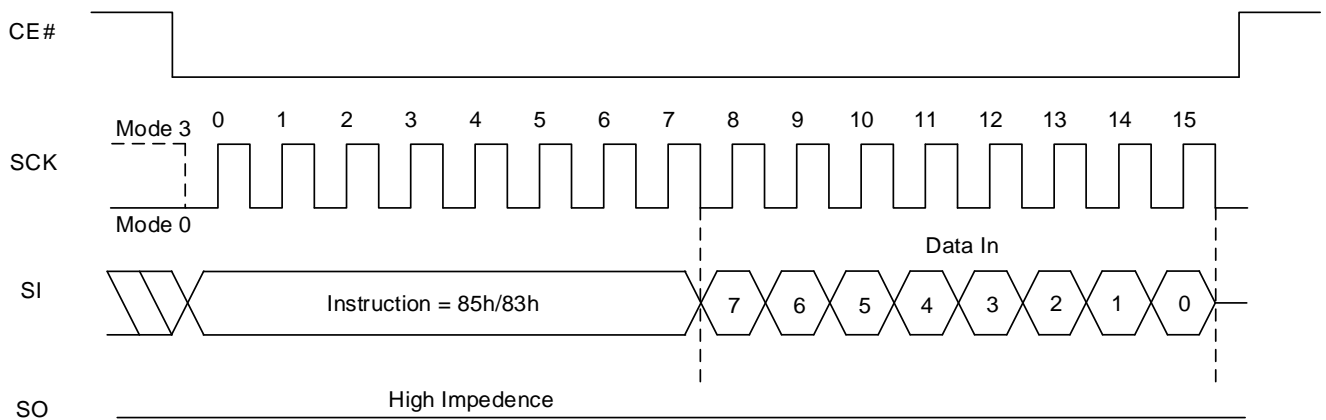 CE#
Mode 3
0 1 2 3 4 5 6 7 8 9 10 11 12 13 14 15
SCK
Mode 0
Data In
SI
Instruction = 85h/83h
7 6 5 4 3 2 1 0
High Impedence
SO